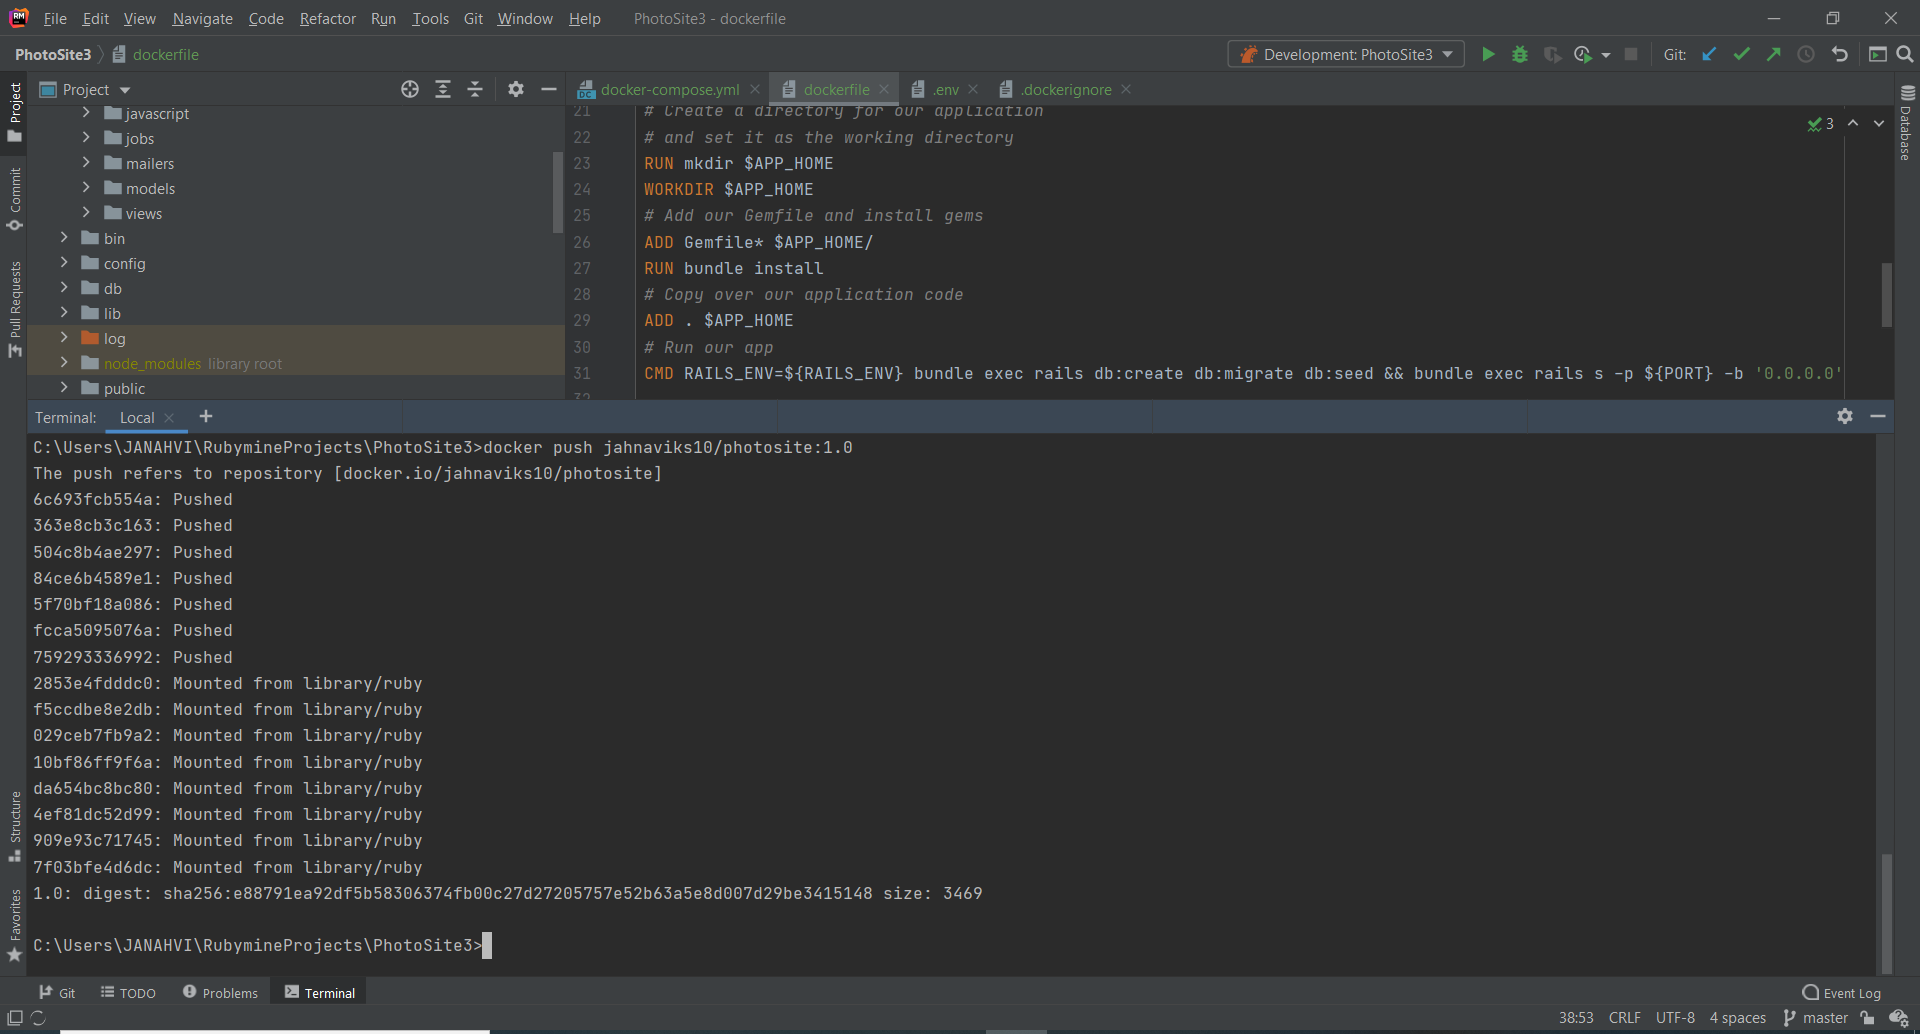 RM File Edit View Navigate Code Refactor Run Tools Git Window Help PhotoSite3 - dockerfile
PhotoSite3 dockerfile Development: PhotoSite3 Git:
Project
Commit
Pull Requests
Structure
Favorites
Database
Project
javascript
jobs
mailers
models
views
bin
config
db
lib
log
node_modules library root
public
DC docker-compose.yml dockerfile .env .dockerignore
3
21 # Create a directory for our application
22 # and set it as the working directory
23 RUN mkdir $APP_HOME
24 WORKDIR $APP_HOME
25 # Add our Gemfile and install gems
26 ADD Gemfile* $APP_HOME/
27 RUN bundle install
28 # Copy over our application code
29 ADD . $APP_HOME
30 # Run our app
31 CMD RAILS_ENV=${RAILS_ENV} bundle exec rails db:create db:migrate db:seed && bundle exec rails s -p ${PORT} -b '0.0.0.0'
32
Terminal: Local
C:\Users\JANAHVI\RubymineProjects\PhotoSite3>docker push jahnaviks10/photosite:1.0
The push refers to repository [docker.io/jahnaviks10/photosite]
6c693fcb554a: Pushed
363e8cb3c163: Pushed
504c8b4ae297: Pushed
84ce6b4589e1: Pushed
5f70bf18a086: Pushed
fcca5095076a: Pushed
759293336992: Pushed
2853e4fdddc0: Mounted from library/ruby
f5ccdbe8e2db: Mounted from library/ruby
029ceb7fb9a2: Mounted from library/ruby
10bf86ff9f6a: Mounted from library/ruby
da654bc8bc80: Mounted from library/ruby
4ef81dc52d99: Mounted from library/ruby
909e93c71745: Mounted from library/ruby
7f03bfe4d6dc: Mounted from library/ruby
1.0: digest: sha256:e88791ea92df5b58306374fb00c27d27205757e52b63a5e8d007d29be3415148 size: 3469
C:\Users\JANAHVI\RubymineProjects\PhotoSite3>
Git TODO Problems Terminal Event Log
38:53 CRLF UTF-8 4 spaces master